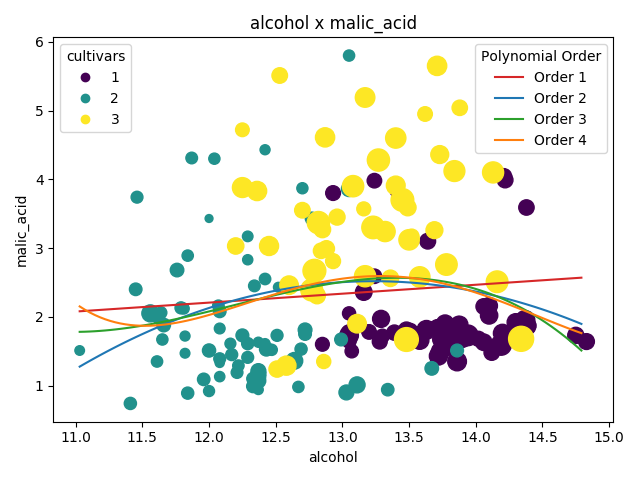 alcohol x malic_acid
cultivars
1
2
3
Polynomial Order
Order 1
Order 2
Order 3
Order 4
malic_acid
6
5
4
3
2
1
11.0 11.5 12.0 12.5 13.0 13.5 14.0 14.5 15.0
alcohol